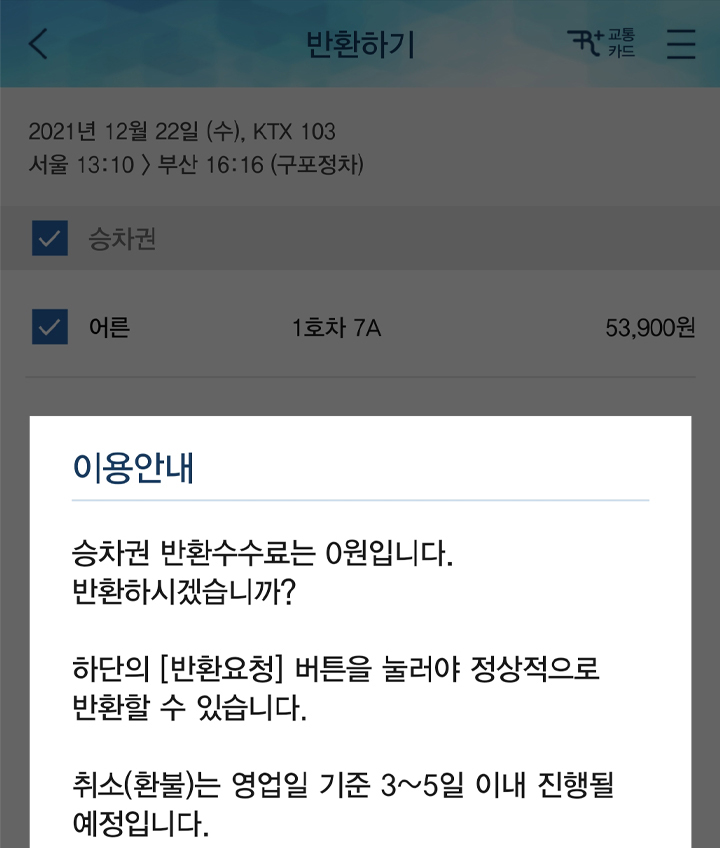 반환하기
R+ 교통
카드
2021년 12월 22일 (수), KTX 103
서울 13:10 〉 부산 16:16 (구포정차)
승차권
어른 1호차 7A 53,900원
이용안내
승차권 반환수수료는 0원입니다.
반환하시겠습니까?
하단의 [반환요청] 버튼을 눌러야 정상적으로
반환할 수 있습니다.
취소(환불)는 영업일 기준 3~5일 이내 진행될
예정입니다.